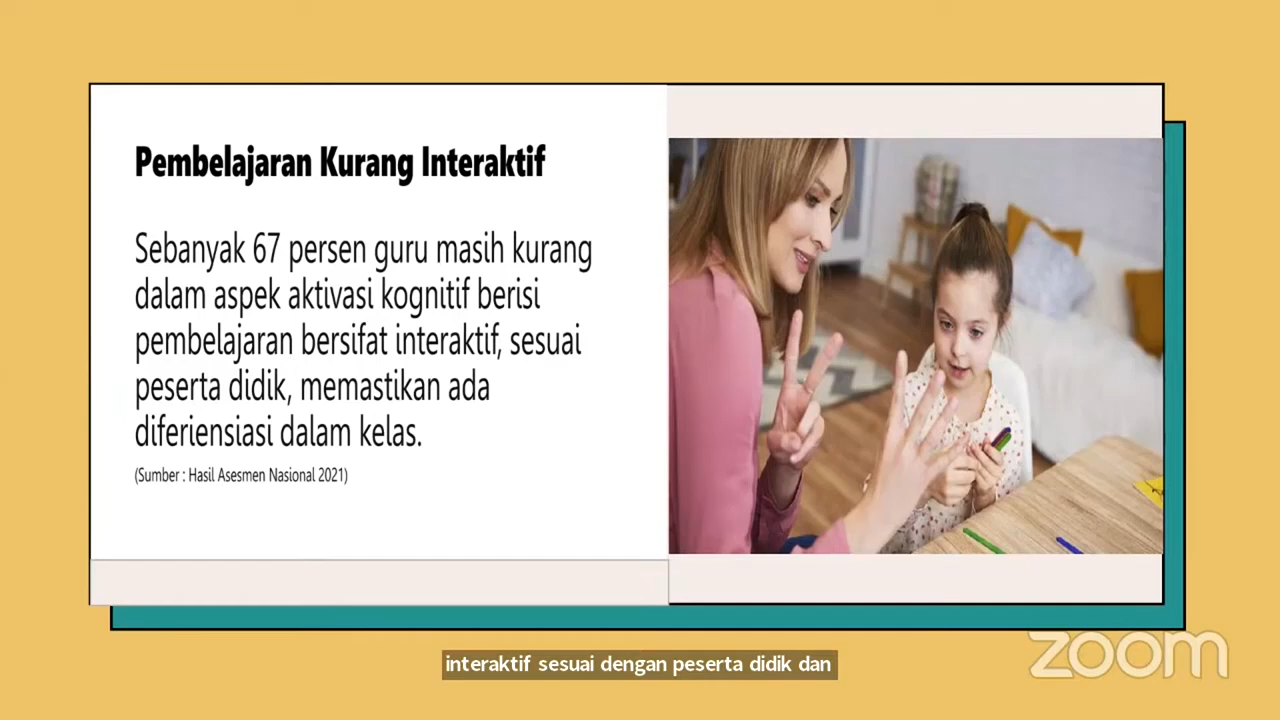 Pembelajaran Kurang Interaktif
Sebanyak 67 persen guru masih kurang
dalam aspek aktivasi kognitif berisi
pembelajaran bersifat interaktif, sesuai
peserta didik, memastikan ada
diferiensiasi dalam kelas.
(Sumber : Hasil Asesmen Nasional 2021)
zoom
interaktif sesuai dengan peserta didik dan